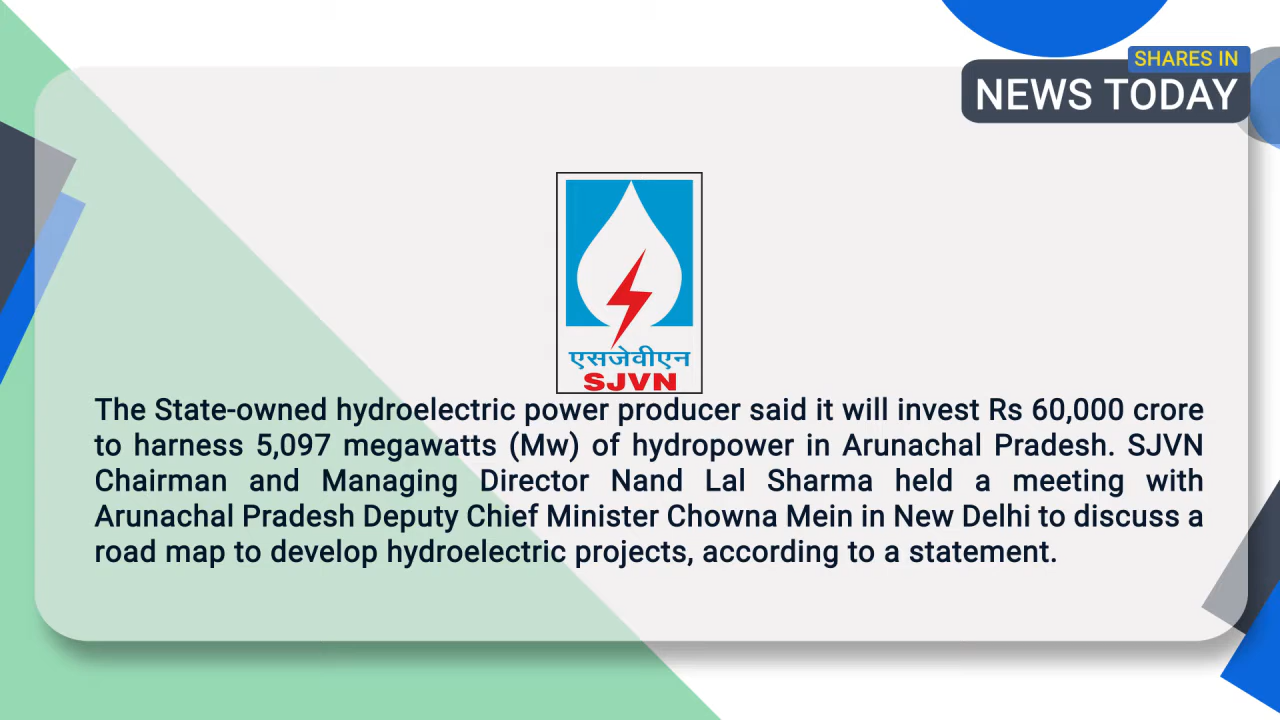 SHARES IN
NEWS TODAY
एसजेवीएन
SJVN
The State-owned hydroelectric power producer said it will invest Rs 60,000 crore
to harness 5,097 megawatts (Mw) of hydropower in Arunachal Pradesh. SJVN
Chairman and Managing Director Nand Lal Sharma held a meeting with
Arunachal Pradesh Deputy Chief Minister Chowna Mein in New Delhi to discuss a
road map to develop hydroelectric projects, according to a statement.